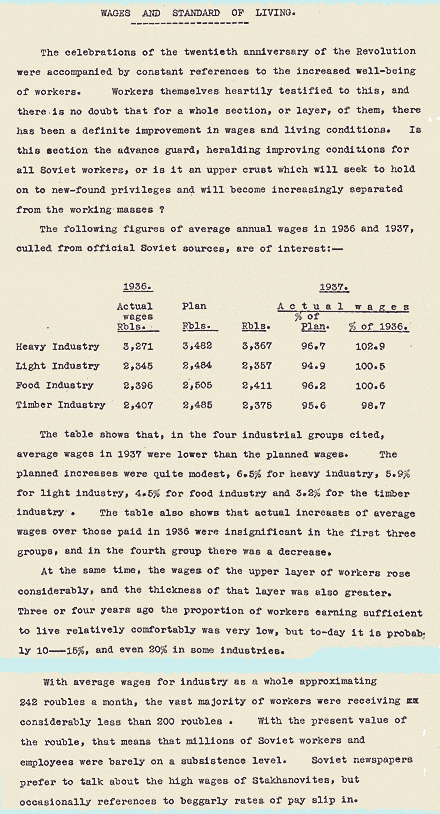 WAGES AND STANDARD OF LIVING.
The celebrations of the twentieth anniversary of the Revolution
were accompanied by constant references to the increased well-being
of workers. Workers themselves heartily testified to this, and
there is no doubt that for a whole section, or layer, of them, there
has been a definite improvement in wages and living conditions. Is
this section the advance guard, heralding improving conditions for
all Soviet workers, or is it an upper crust which will seek to hold
on to new-found privileges and will become increasingly separated
from the working masses ?
The following figures of average annual wages in 1936 and 1937,
culled from official Soviet sources, are of interest:—
1936. 1937.
Actual Plan Actual wages
wages % of
Rbls. Rbls. Rbls. Plan. % of 1936.
Heavy Industry 3,271 3,482 3,367 96.7 102.9
Light Industry 2,345 2,484 2,357 94.9 100.5
Food Industry 2,396 2,505 2,411 96.2 100.6
Timber Industry 2,407 2,485 2,375 95.6 98.7
The table shows that, in the four industrial groups cited,
average wages in 1937 were lower than the planned wages. The
planned increases were quite modest, 6.5% for heavy industry, 5.9%
for light industry, 4.5% for food industry and 3.2% for the timber
industry. The table also shows that actual increases of average
wages over those paid in 1936 were insignificant in the first three
groups, and in the fourth group there was a decrease.
At the same time, the wages of the upper layer of workers rose
considerably, and the thickness of that layer was also greater.
Three or four years ago the proportion of workers earning sufficient
to live relatively comfortably was very low, but to-day it is probab-
ly 10——15%, and even 20% in some industries.
With average wages for industry as a whole approximating
242 roubles a month, the vast majority of workers were receiving xx
considerably less than 200 roubles . With the present value of
the rouble, that means that millions of Soviet workers and
employees were barely on a subsistence level. Soviet newspapers
prefer to talk about the high wages of Stakhanovites, but
occasionally references to beggarly rates of pay slip in.